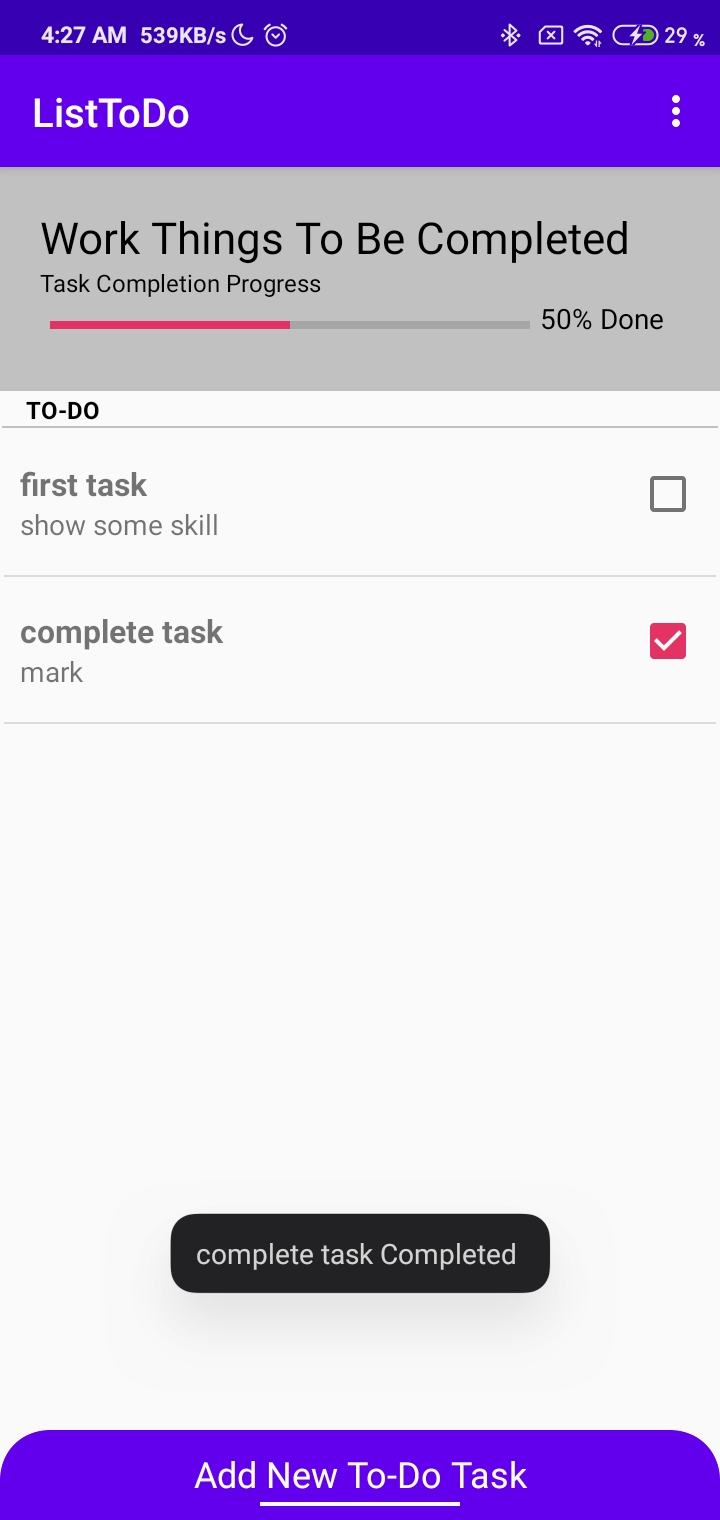 4:27 AM 539KB/s 29 %
ListToDo
Work Things To Be Completed
Task Completion Progress
50% Done
TO-DO
first task
show some skill
complete task
mark
complete task Completed
Add New To-Do Task